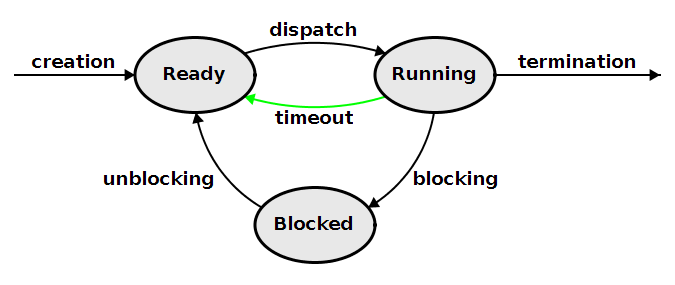 dispatch
creation
Ready
Running
termination
timeout
unblocking
blocking
Blocked